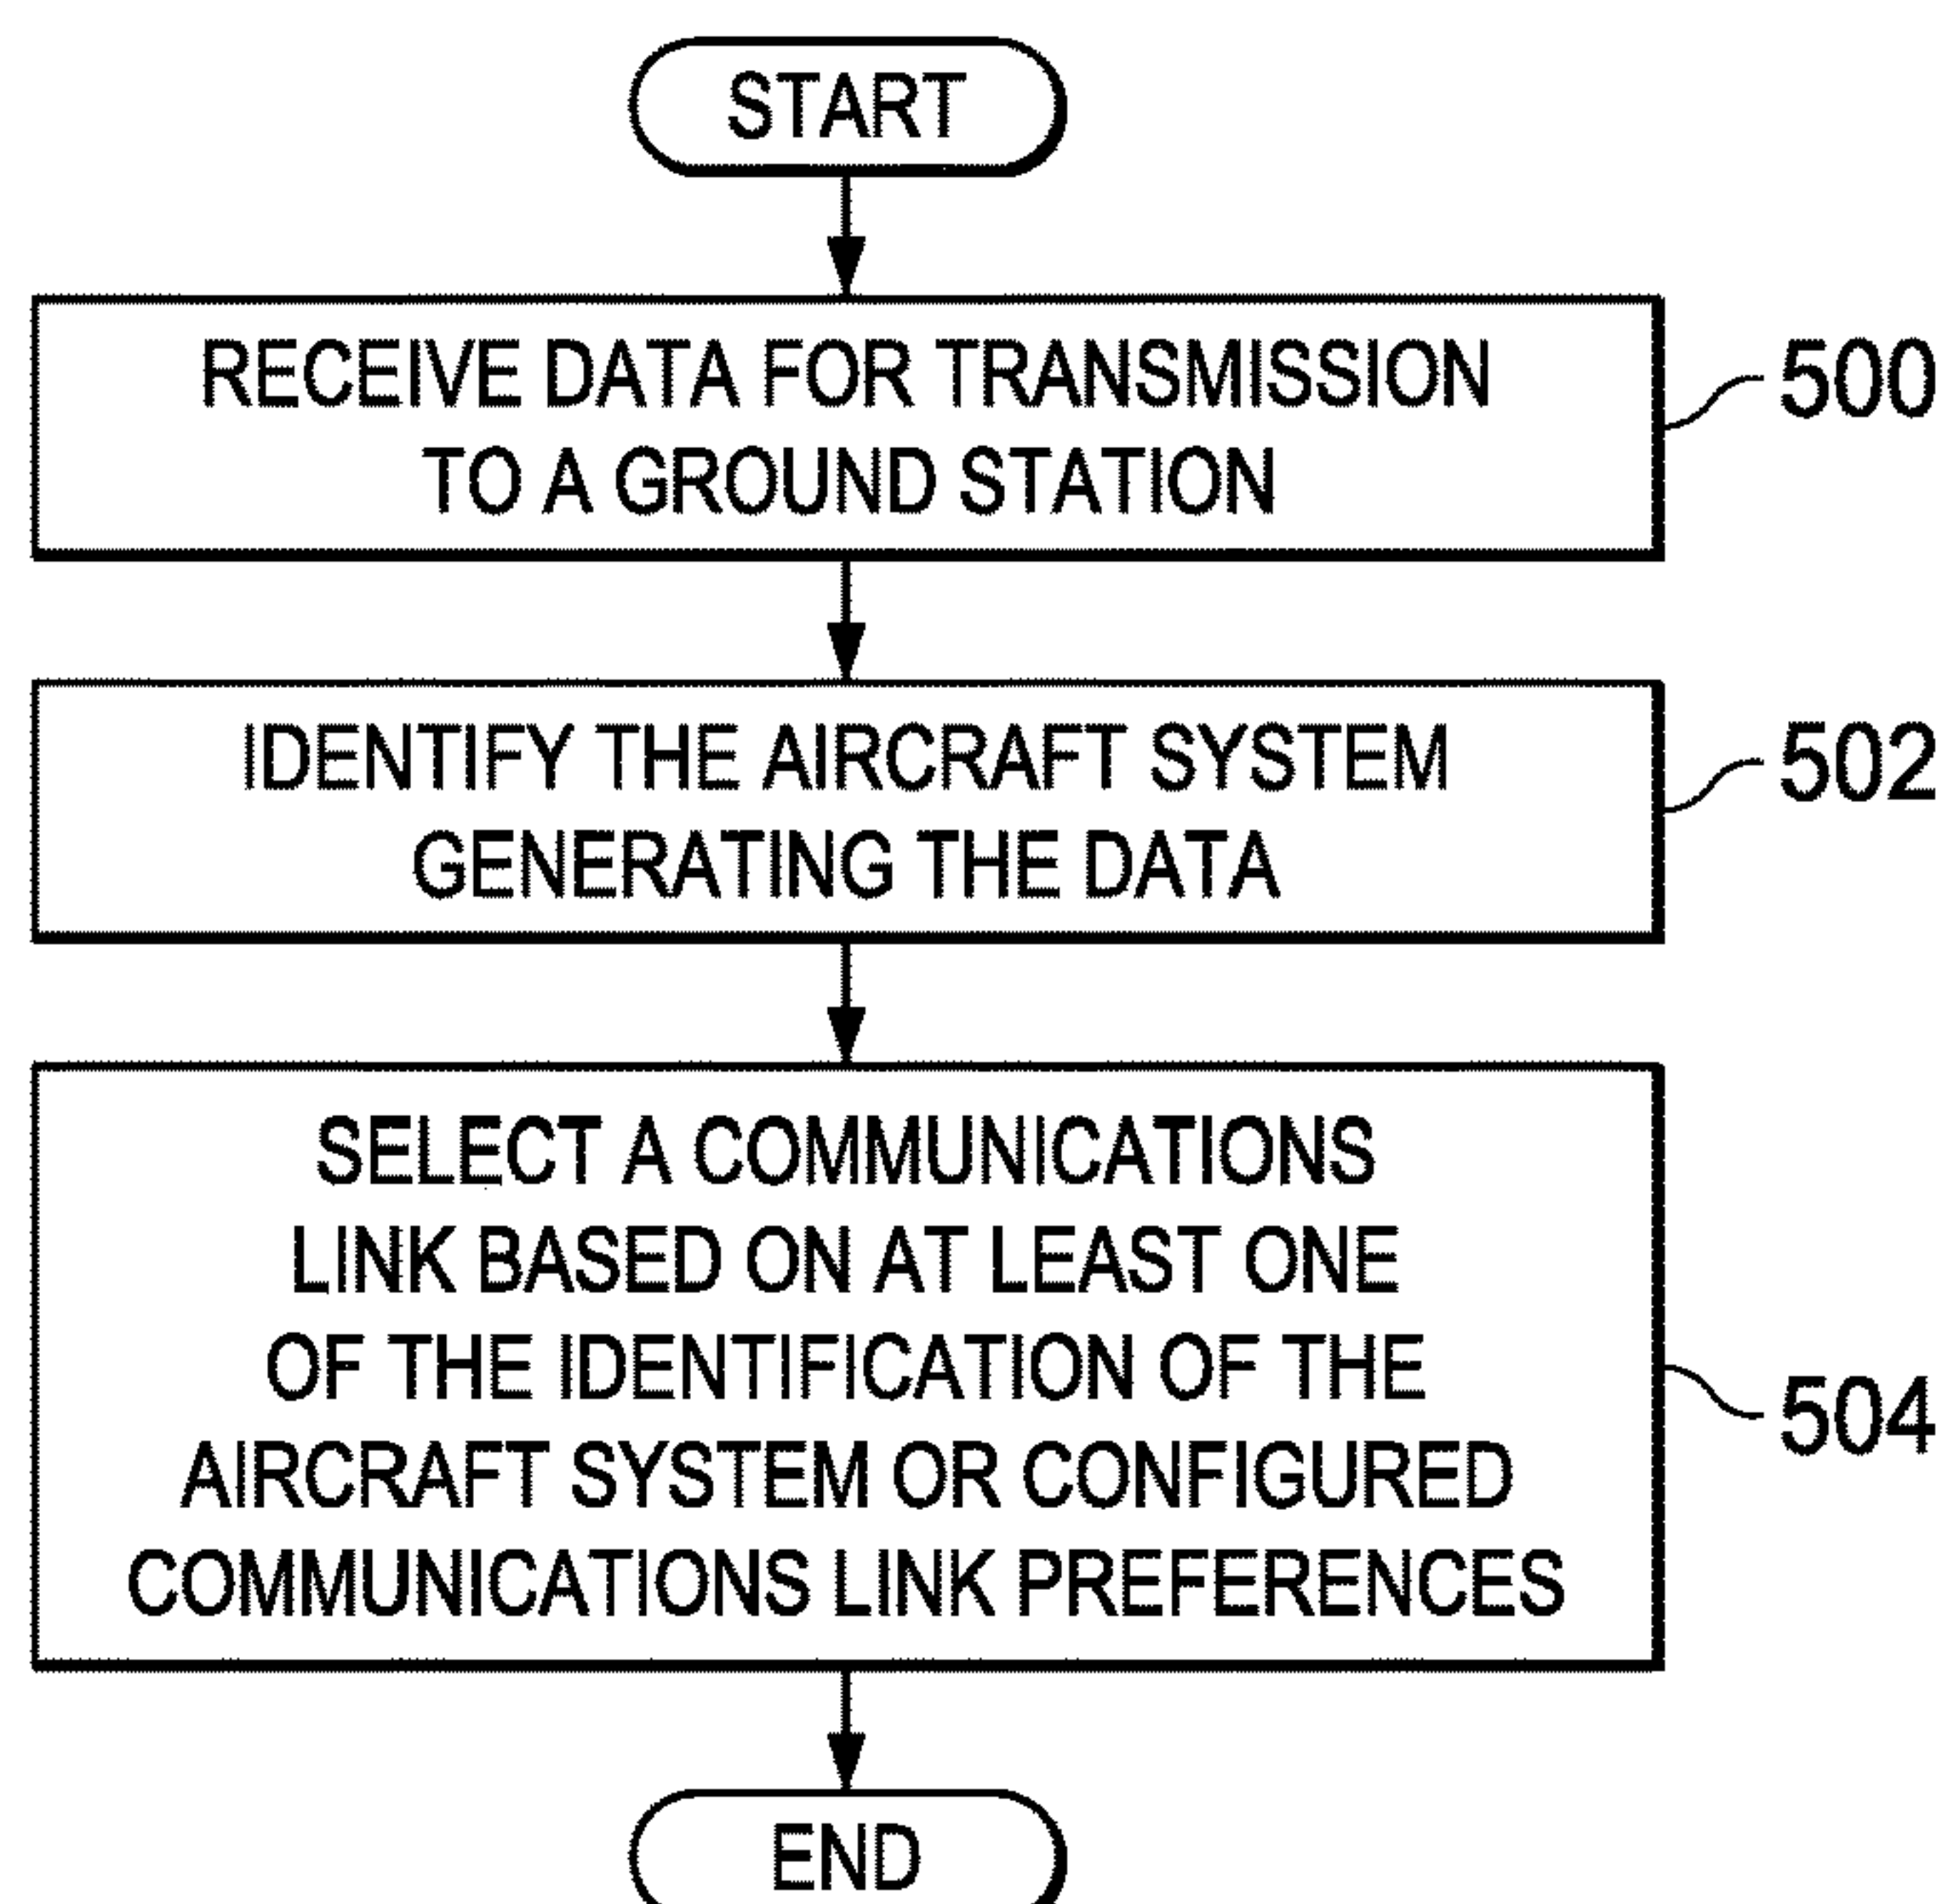 START
RECEIVE DATA FOR TRANSMISSION
TO A GROUND STATION
500
IDENTIFY THE AIRCRAFT SYSTEM
GENERATING THE DATA
502
SELECT A COMMUNICATIONS
LINK BASED ON AT LEAST ONE
OF THE IDENTIFICATION OF THE
AIRCRAFT SYSTEM OR CONFIGURED
COMMUNICATIONS LINK PREFERENCES
504
END